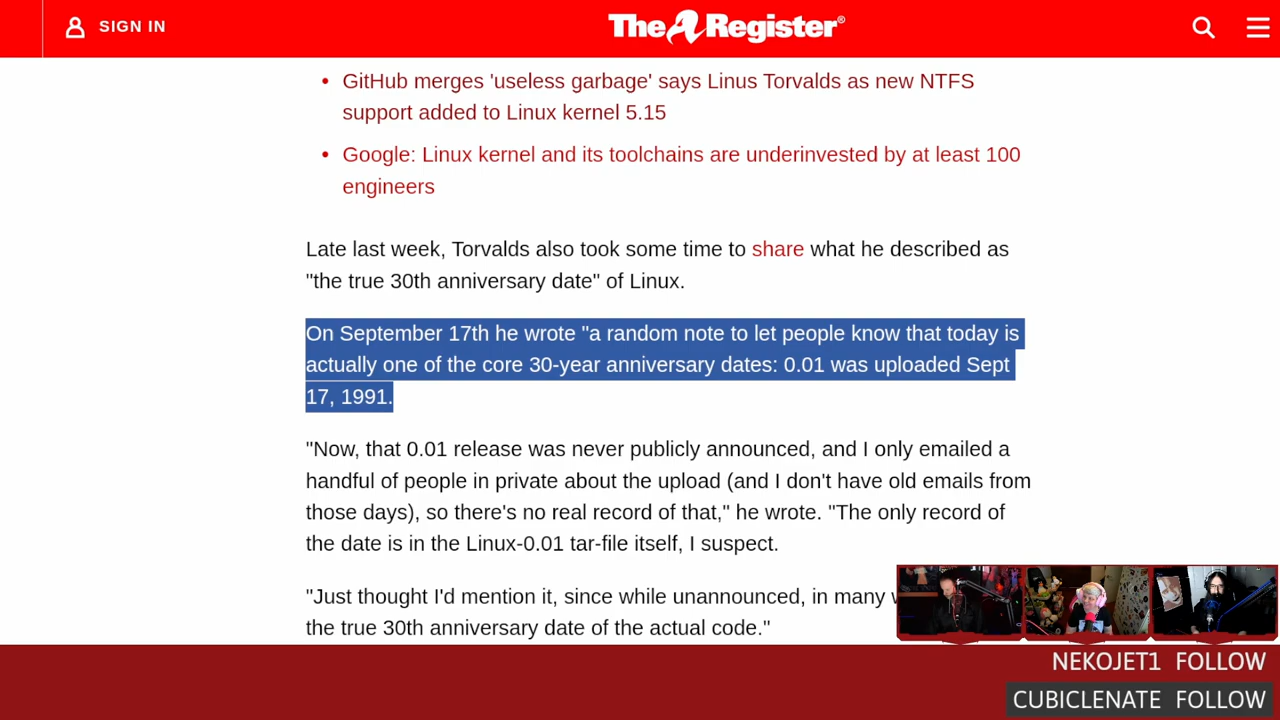 SIGN IN
The Register®
GitHub merges 'useless garbage' says Linus Torvalds as new NTFS
support added to Linux kernel 5.15
Google: Linux kernel and its toolchains are underinvested by at least 100
engineers
Late last week, Torvalds also took some time to share what he described as
"the true 30th anniversary date" of Linux.
On September 17th he wrote "a random note to let people know that today is
actually one of the core 30-year anniversary dates: 0.01 was uploaded Sept
17, 1991.
"Now, that 0.01 release was never publicly announced, and I only emailed a
handful of people in private about the upload (and I don't have old emails from
those days), so there's no real record of that," he wrote. "The only record of
the date is in the Linux-0.01 tar-file itself, I suspect.
"Just thought I'd mention it, since while unannounced, in many
the true 30th anniversary date of the actual code."
NEKOJET1 FOLLOW
CUBICLENATE FOLLOW